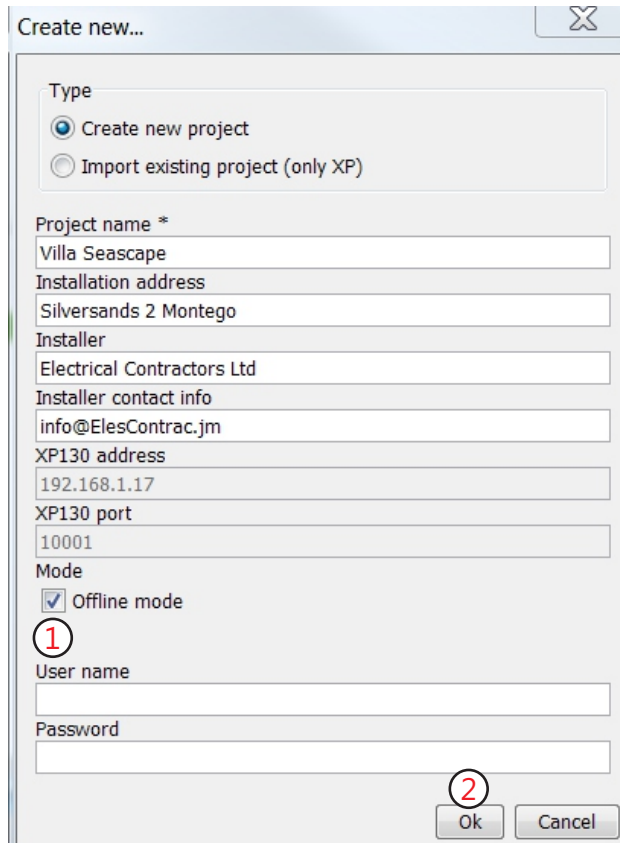 Create new...
Type
Create new project
Import existing project (only XP)
Project name *
Villa Seascape
Installation address
Silversands 2 Montego
Installer
Electrical Contractors Ltd
Installer contact info
info@ElesContrac.jm
XP130 address
192.168.1.17
XP130 port
10001
Mode
Offline mode
1
User name
Password
2
Ok Cancel